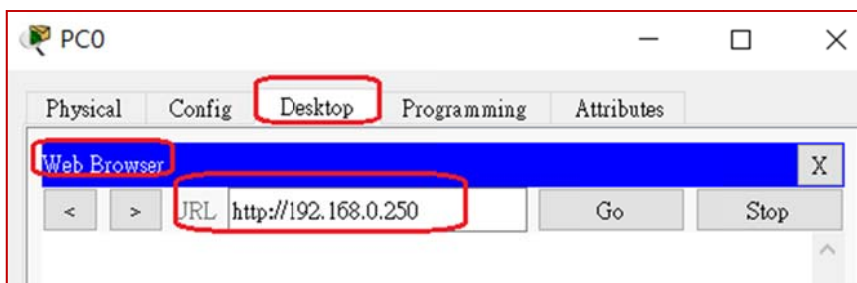 PC0
Physical Config Desktop Programming Attributes
Web Browser X
< > URL http://192.168.0.250 Go Stop